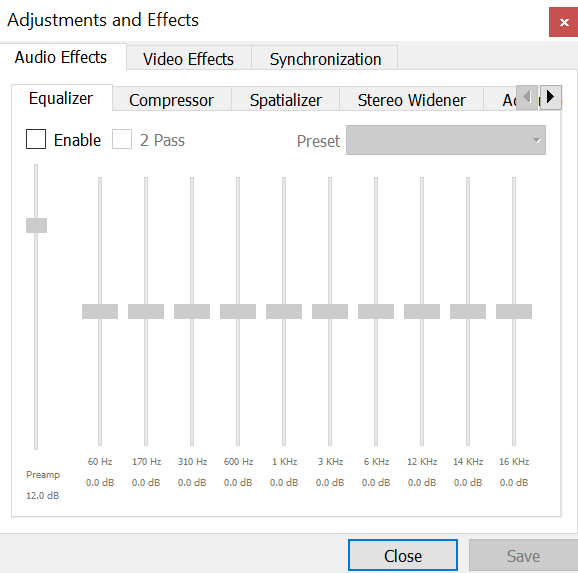 Adjustments and Effects
Audio Effects Video Effects Synchronization
Equalizer Compressor Spatializer Stereo Widener
Enable 2 Pass Preset
60 Hz 170 Hz 310 Hz 600 Hz 1 KHz 3 KHz 6 KHz 12 KHz 14 KHz 16 KHz
Preamp 0.0 dB 0.0 dB 0.0 dB 0.0 dB 0.0 dB 0.0 dB 0.0 dB 0.0 dB 0.0 dB 0.0 dB
12.0 dB
Close Save